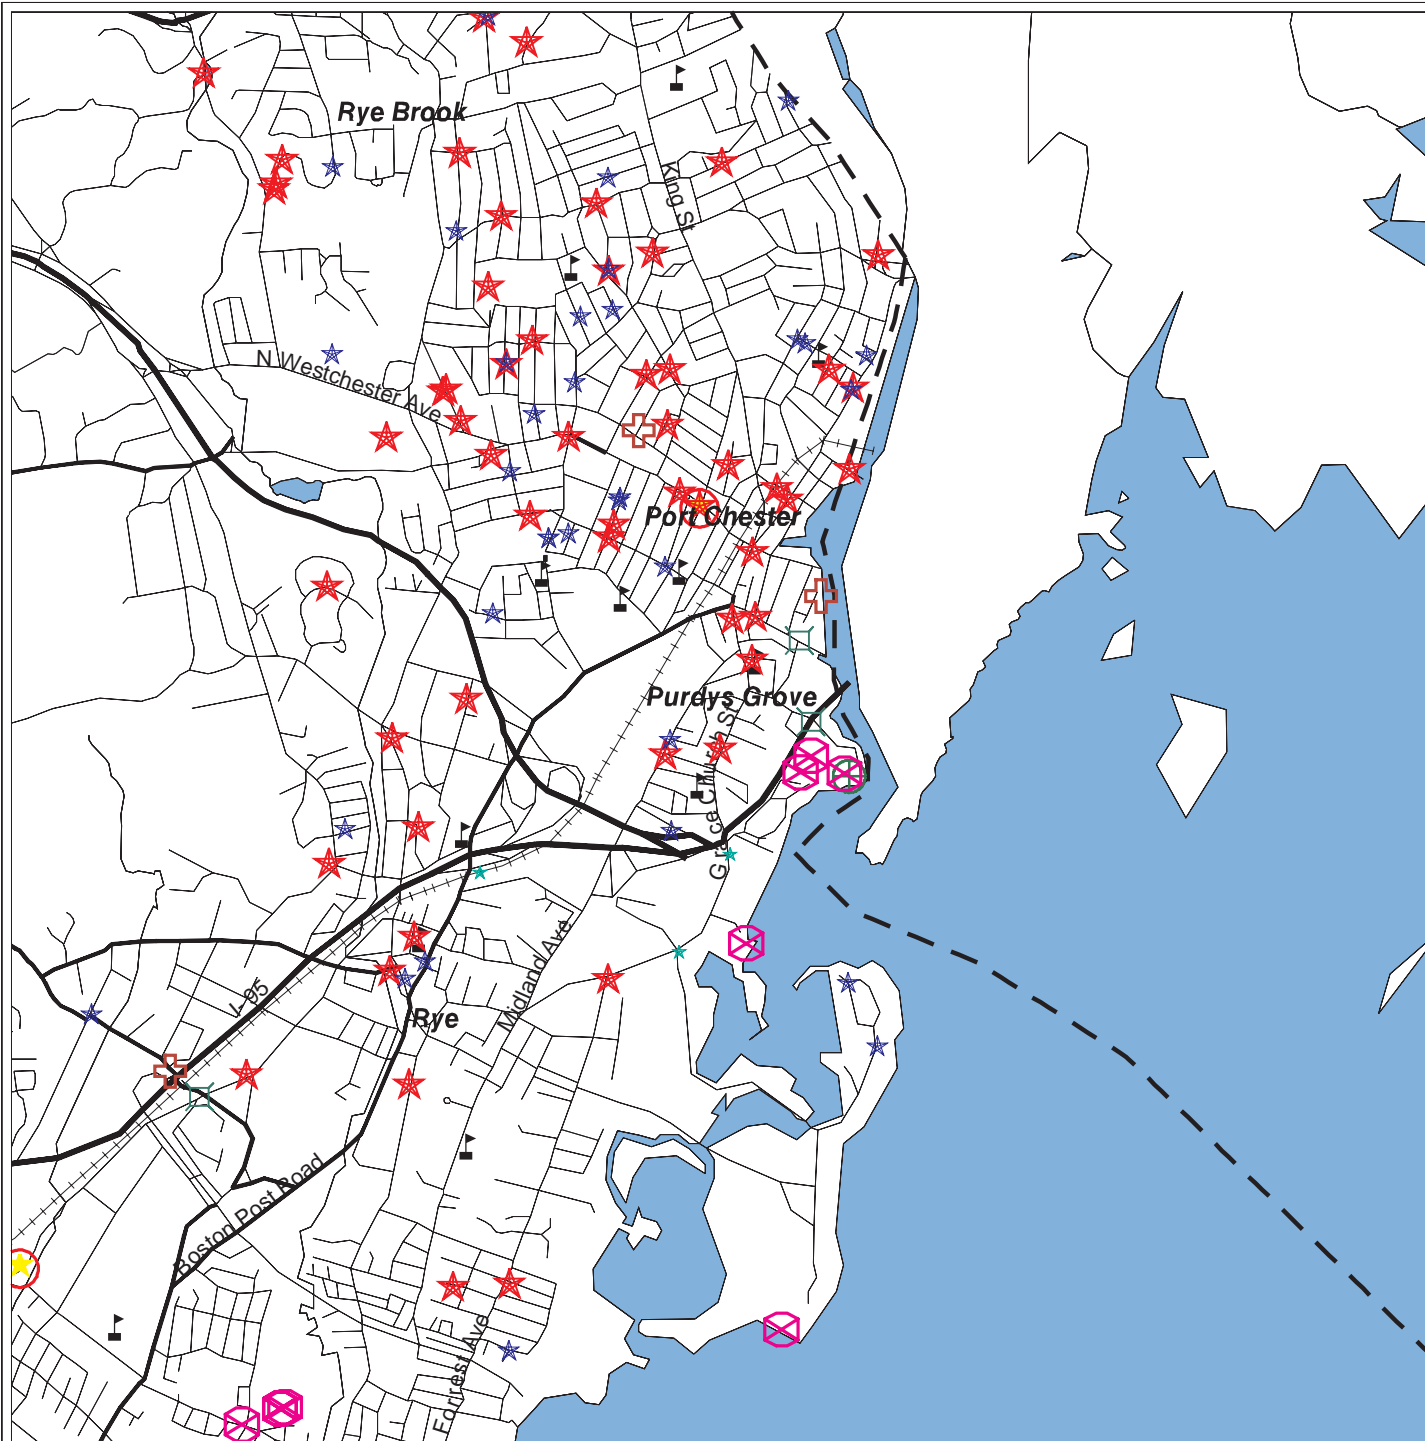 Rye Brook
King St
N Westchester Ave
Port Chester
Purdys Grove
Grace Church St
Midland Ave
I-95
Rye
Boston Post Road
Forrest Ave